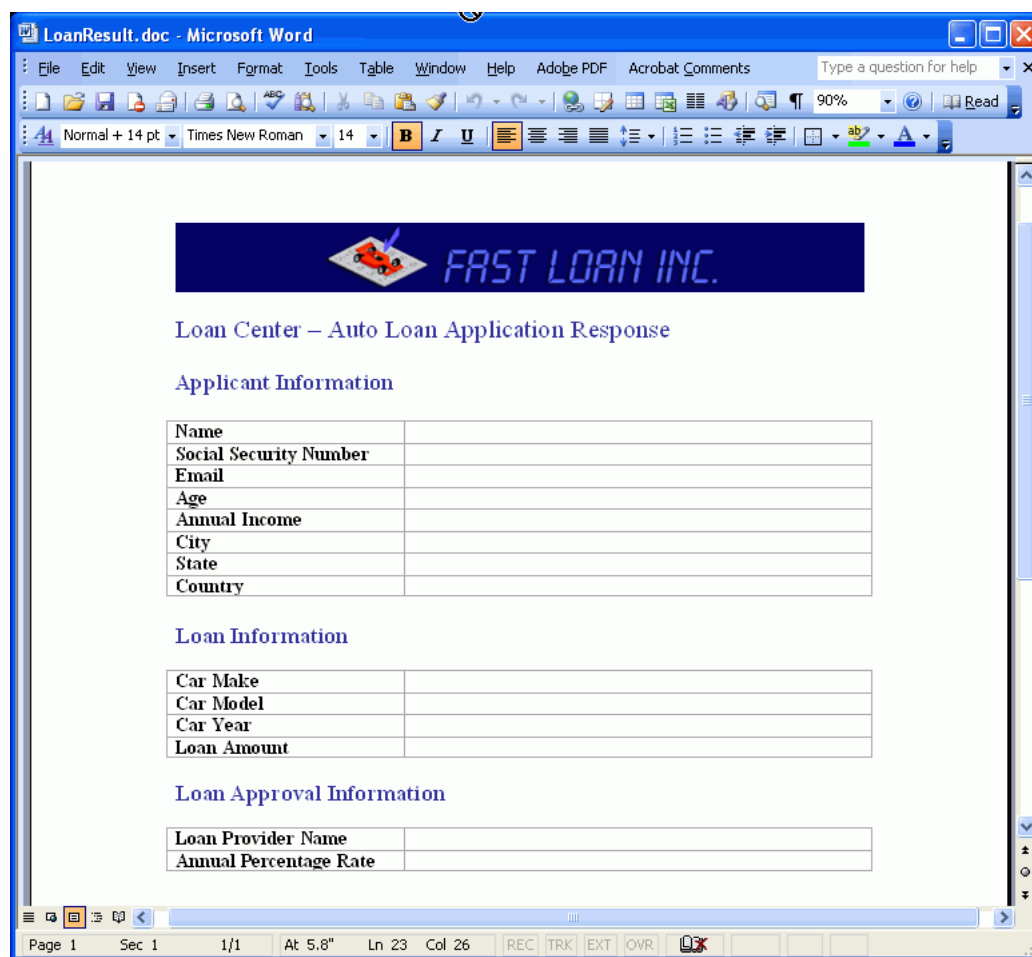 LoanResult.doc - Microsoft Word
File Edit View Insert Format Tools Table Window Help Adobe PDF Acrobat Comments Type a question for help
ABC ¶ 90% Read
Normal + 14 pt Times New Roman 14 B I U ab A
FAST LOAN INC.
Loan Center – Auto Loan Application Response
Applicant Information
Name
Social Security Number
Email
Age
Annual Income
City
State
Country
Loan Information
Car Make
Car Model
Car Year
Loan Amount
Loan Approval Information
Loan Provider Name
Annual Percentage Rate
Page 1 Sec 1 1/1 At 5.8" Ln 23 Col 26 REC TRK EXT OVR